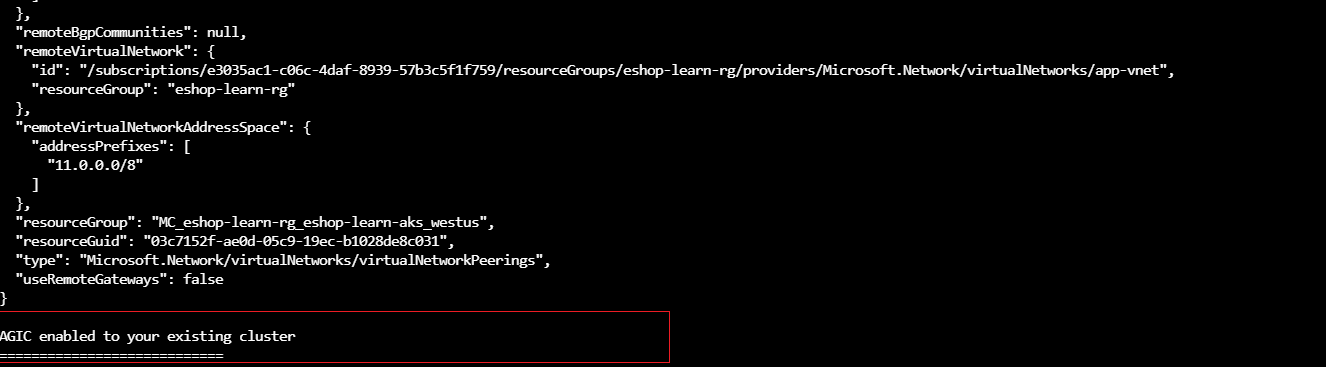 },
"remoteBgpCommunities": null,
"remoteVirtualNetwork": {
"id": "/subscriptions/e3035ac1-c06c-4daf-8939-57b3c5f1f759/resourceGroups/eshop-learn-rg/providers/Microsoft.Network/virtualNetworks/app-vnet",
"resourceGroup": "eshop-learn-rg"
},
"remoteVirtualNetworkAddressSpace": {
"addressPrefixes": [
"11.0.0.0/8"
]
},
"resourceGroup": "MC_eshop-learn-rg_eshop-learn-aks_westus",
"resourceGuid": "03c7152f-ae0d-05c9-19ec-b1028de8c031",
"type": "Microsoft.Network/virtualNetworks/virtualNetworkPeerings",
"useRemoteGateways": false
}
AGIC enabled to your existing cluster
============================